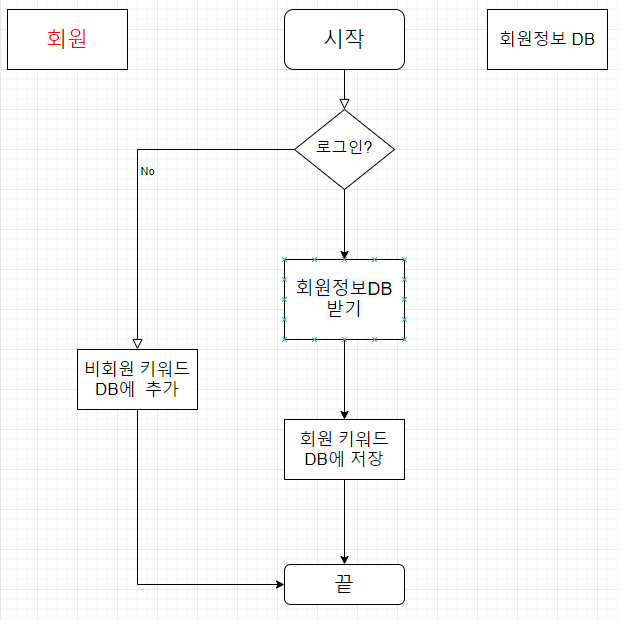 회원
시작
회원정보 DB
로그인?
No
회원정보DB
받기
비회원 키워드
DB에 추가
회원 키워드
DB에 저장
끝